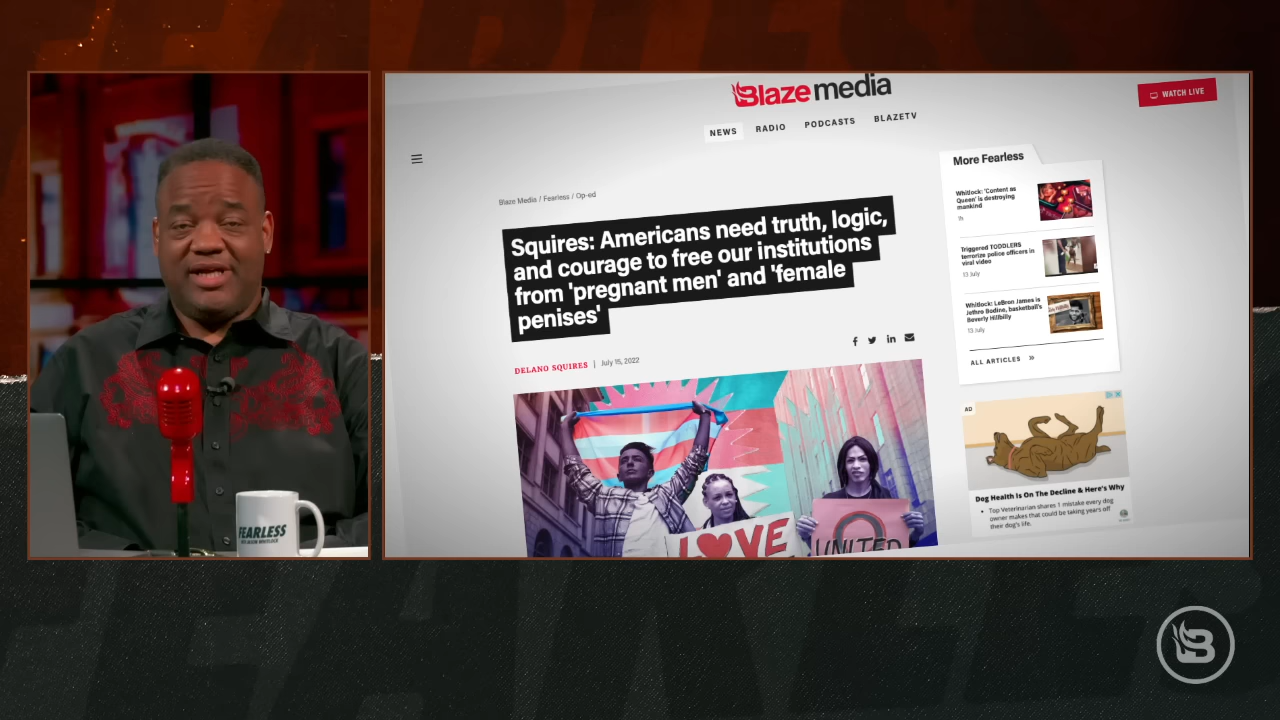 FEARLESS
Blaze media
WATCH LIVE
NEWS RADIO PODCASTS BLAZETV
Blaze Media / Fearless / Op-ed
Squires: Americans need truth, logic,
and courage to free our institutions
from 'pregnant men' and 'female
penises'
DELANO SQUIRES | July 15, 2022
LOVE
UNITED
More Fearless
Whitlock: 'Content as
Queen' is destroying
mankind
1h
Triggered TODDLERS
terrorize police officers in
viral video
13 July
Whitlock: LeBron James is
Jethro Bodine, basketball's
Beverly Hillbilly
13 July
ALL ARTICLES »
AD
Dog Health Is On The Decline & Here's Why
• Top Veterinarian shares 1 mistake every dog
owner makes that could be taking years off
their dog's life.
B